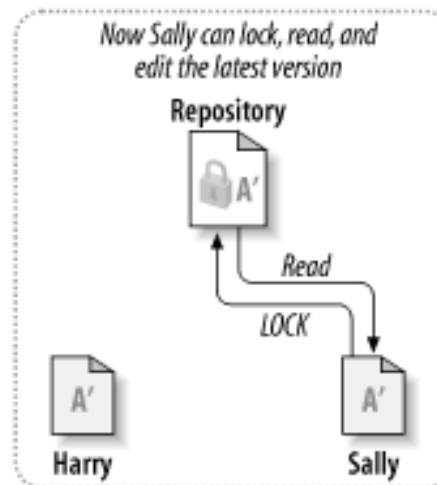 Now Sally can lock, read, and
edit the latest version
Repository
A′
Read
LOCK
A′
A′
Harry
Sally